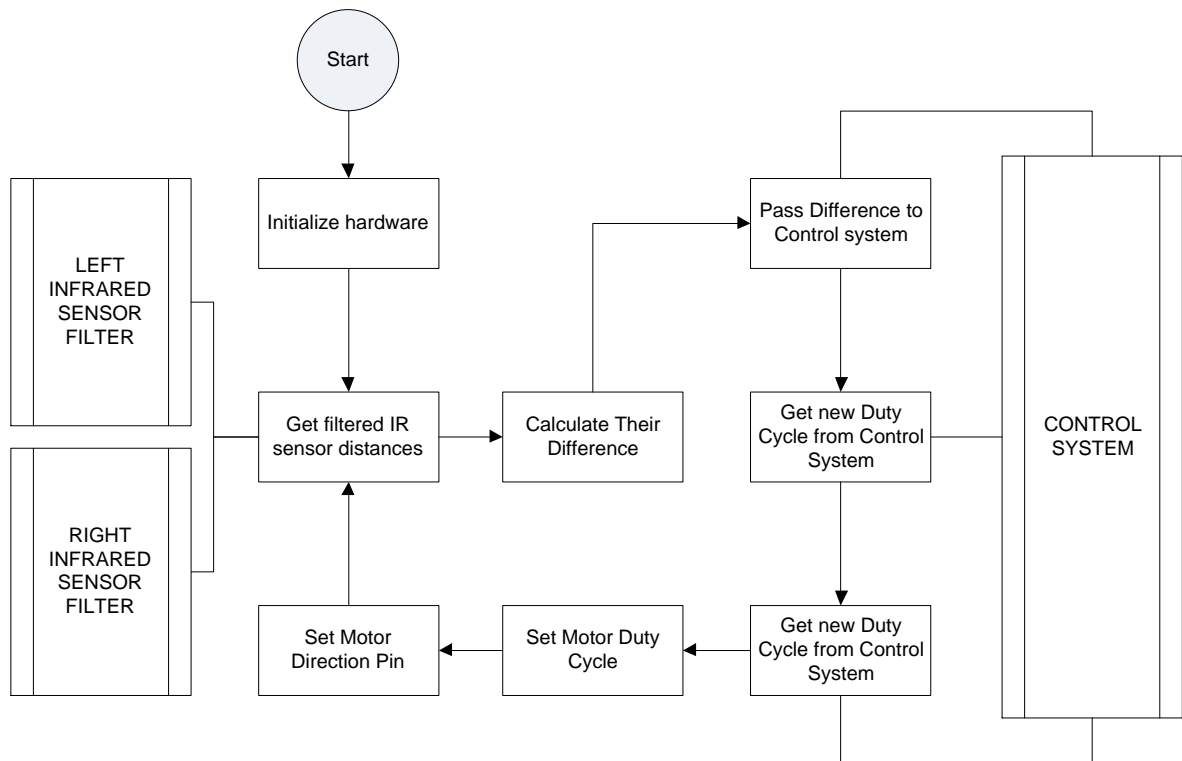 Start
Initialize hardware
Pass Difference to
Control system
LEFT
INFRARED
SENSOR
FILTER
Get filtered IR
sensor distances
Calculate Their
Difference
Get new Duty
Cycle from Control
System
CONTROL
SYSTEM
RIGHT
INFRARED
SENSOR
FILTER
Set Motor
Direction Pin
Set Motor Duty
Cycle
Get new Duty
Cycle from Control
System